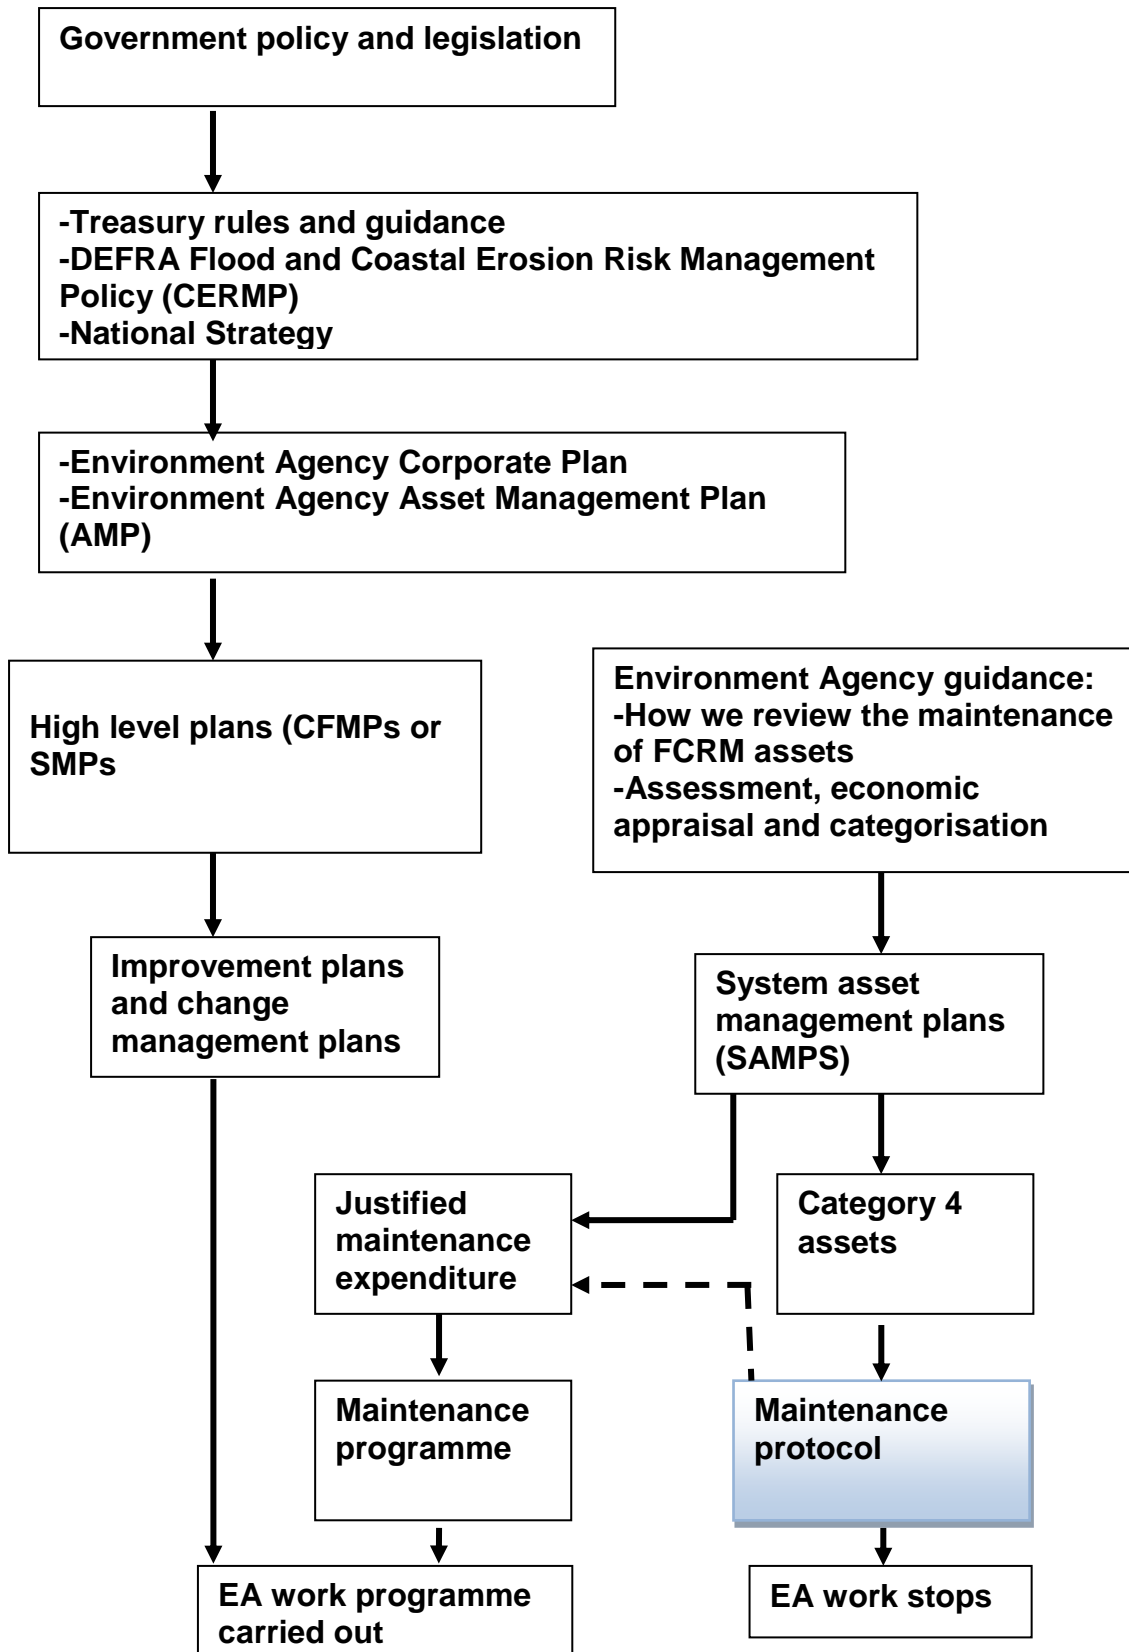 Government policy and legislation
-Treasury rules and guidance
-DEFRA Flood and Coastal Erosion Risk Management
Policy (CERMP)
-National Strategy
-Environment Agency Corporate Plan
-Environment Agency Asset Management Plan
(AMP)
High level plans (CFMPs or
SMPs
Environment Agency guidance:
-How we review the maintenance
of FCRM assets
-Assessment, economic
appraisal and categorisation
Improvement plans
and change
management plans
System asset
management plans
(SAMPS)
Justified
maintenance
expenditure
Category 4
assets
Maintenance
programme
Maintenance
protocol
EA work programme
carried out
EA work stops